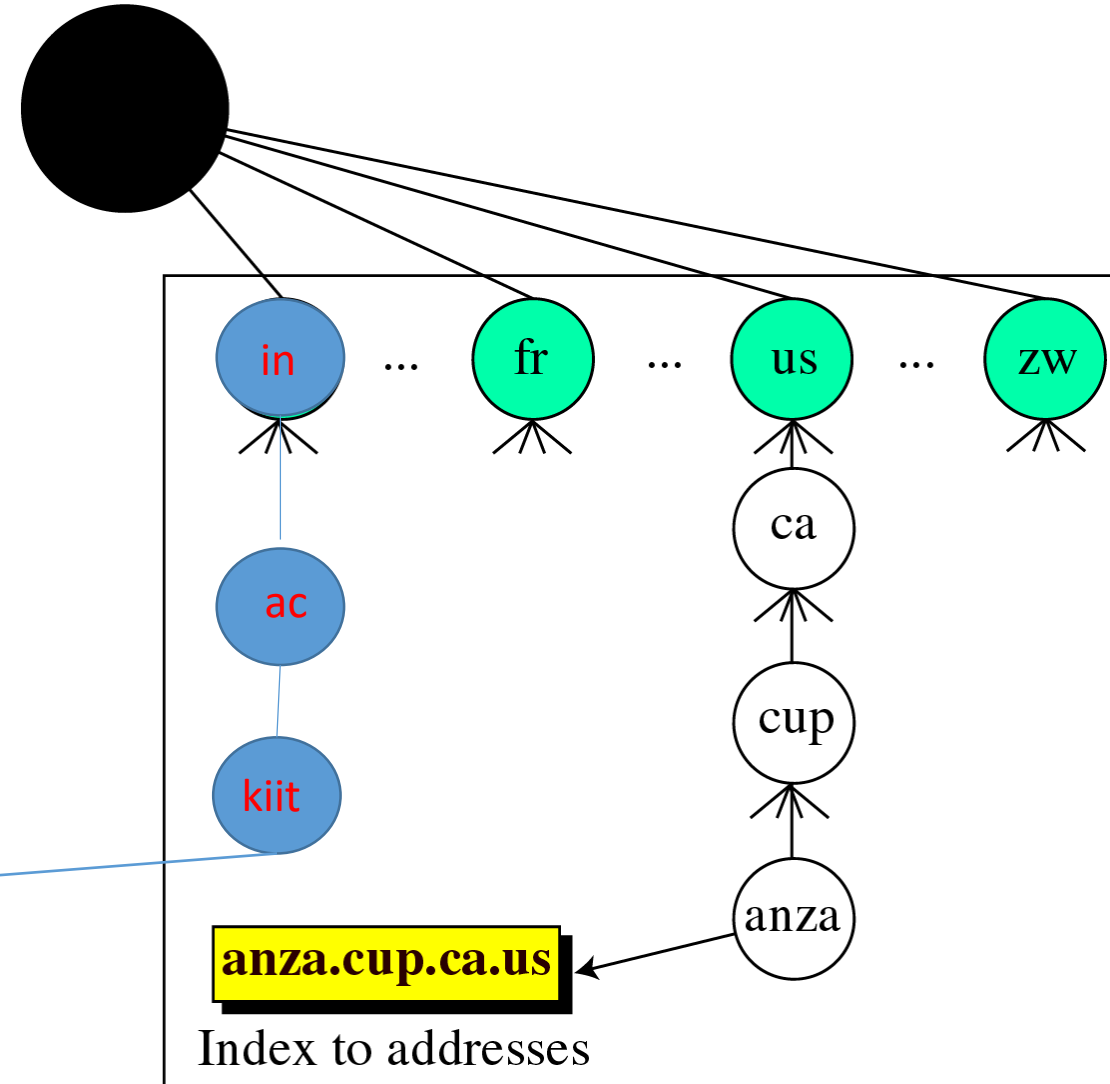 in ... fr ... us ... zw
ca
ac
cup
kiit
anza
anza.cup.ca.us
Index to addresses